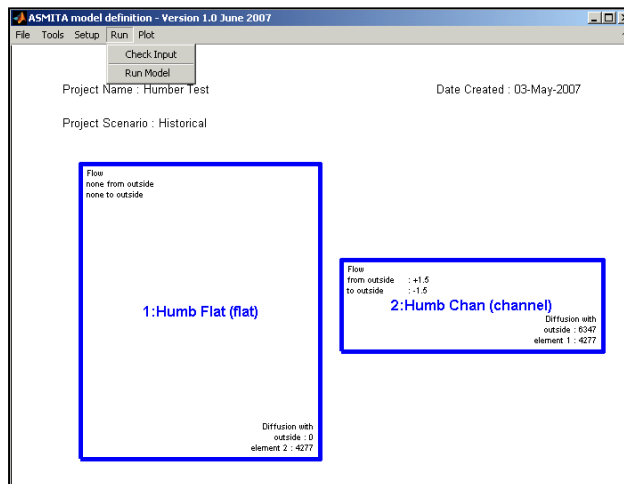 ASMITA model definition - Version 1.0 June 2007
File Tools Setup Run Plot
Check Input
Run Model
Project Name : Humber Test
Date Created : 03-May-2007
Project Scenario : Historical
Flow
none from outside
none to outside
1:Humb Flat (flat)
Diffusion with
outside : 0
element 2 : 4277
Flow
from outside : +1.5
to outside : -1.5
2:Humb Chan (channel)
Diffusion with
outside : 6347
element 1 : 4277